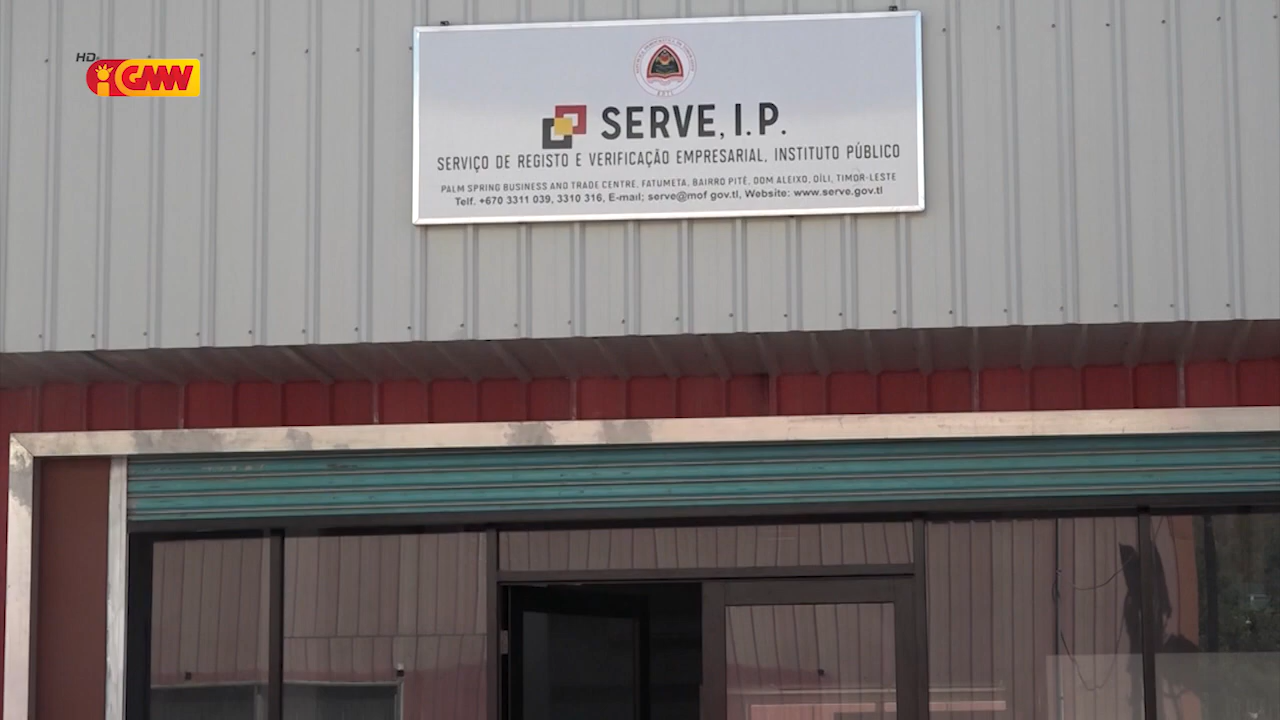 HD
GMN
SERVE, I.P.
SERVIÇO DE REGISTO E VERIFICAÇÃO EMPRESARIAL, INSTITUTO PÚBLICO
PALM SPRING BUSINESS AND TRADE CENTRE, FATUMETA, BAIRRO PITÉ, DOM ALEIXO, DÍLI, TIMOR-LESTE
Telf. +670 3311 039, 3310 316, E-mail; serve@mof gov.tl, Website: www.serve.gov.tl